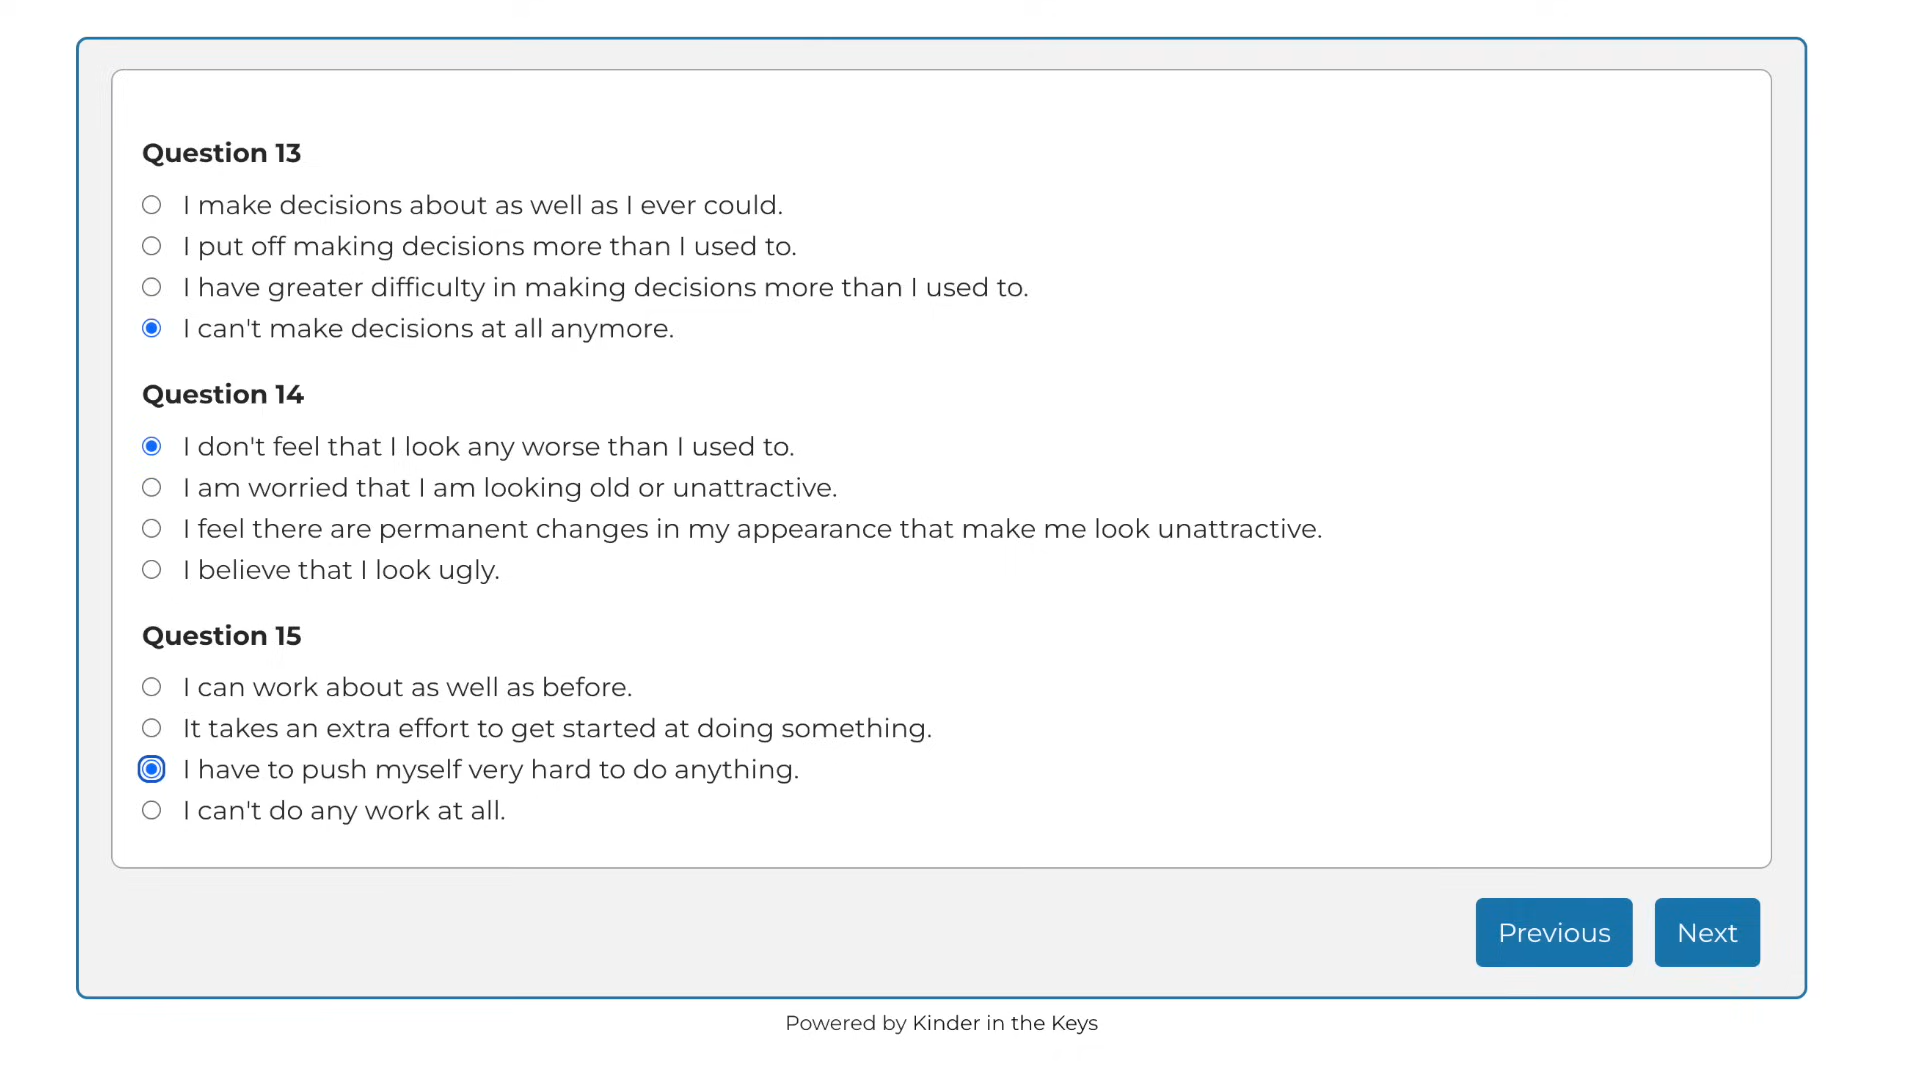 Question 13
I make decisions about as well as I ever could.
I put off making decisions more than I used to.
I have greater difficulty in making decisions more than I used to.
I can't make decisions at all anymore.
Question 14
I don't feel that I look any worse than I used to.
I am worried that I am looking old or unattractive.
I feel there are permanent changes in my appearance that make me look unattractive.
I believe that I look ugly.
Question 15
I can work about as well as before.
It takes an extra effort to get started at doing something.
I have to push myself very hard to do anything.
I can't do any work at all.
Previous Next
Powered by Kinder in the Keys